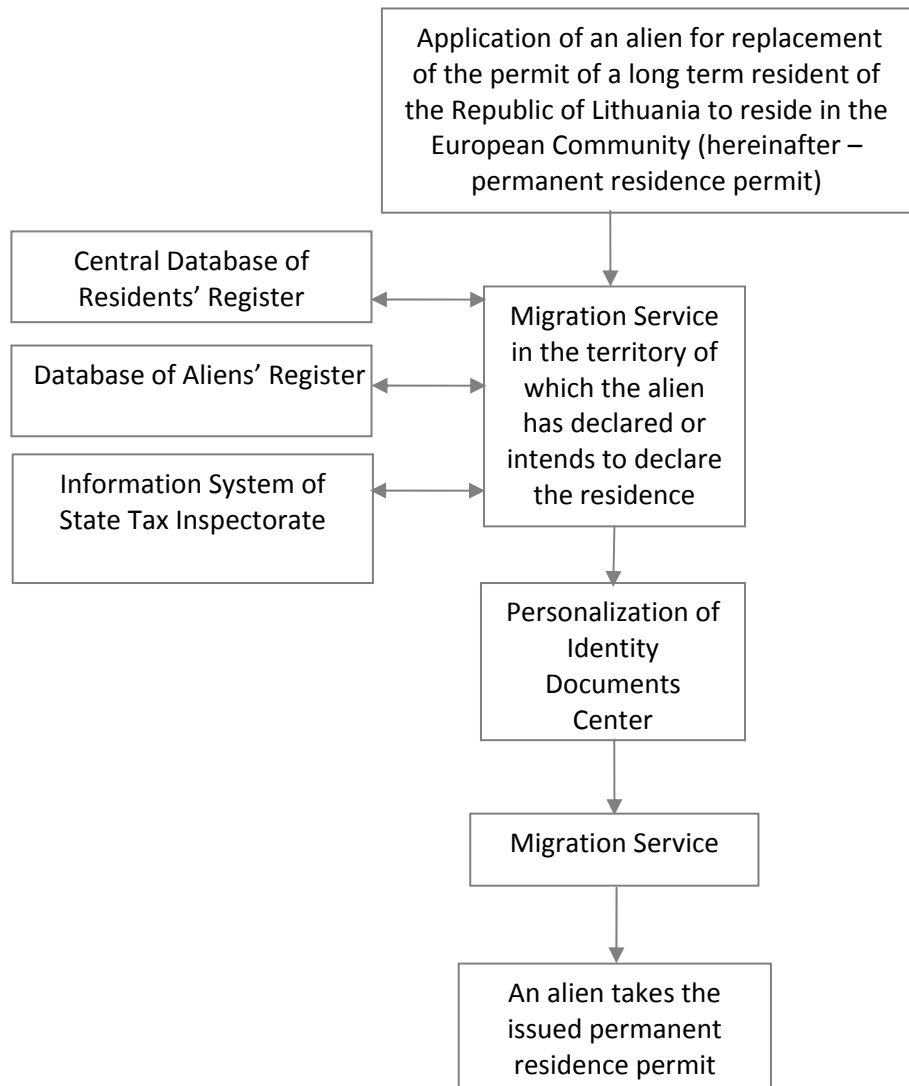 Application of an alien for replacement
of the permit of a long term resident of
the Republic of Lithuania to reside in the
European Community (hereinafter –
permanent residence permit)
Central Database of
Residents’ Register
Database of Aliens’ Register
Information System of
State Tax Inspectorate
Migration Service
in the territory of
which the alien
has declared or
intends to declare
the residence
Personalization of
Identity
Documents
Center
Migration Service
An alien takes the
issued permanent
residence permit